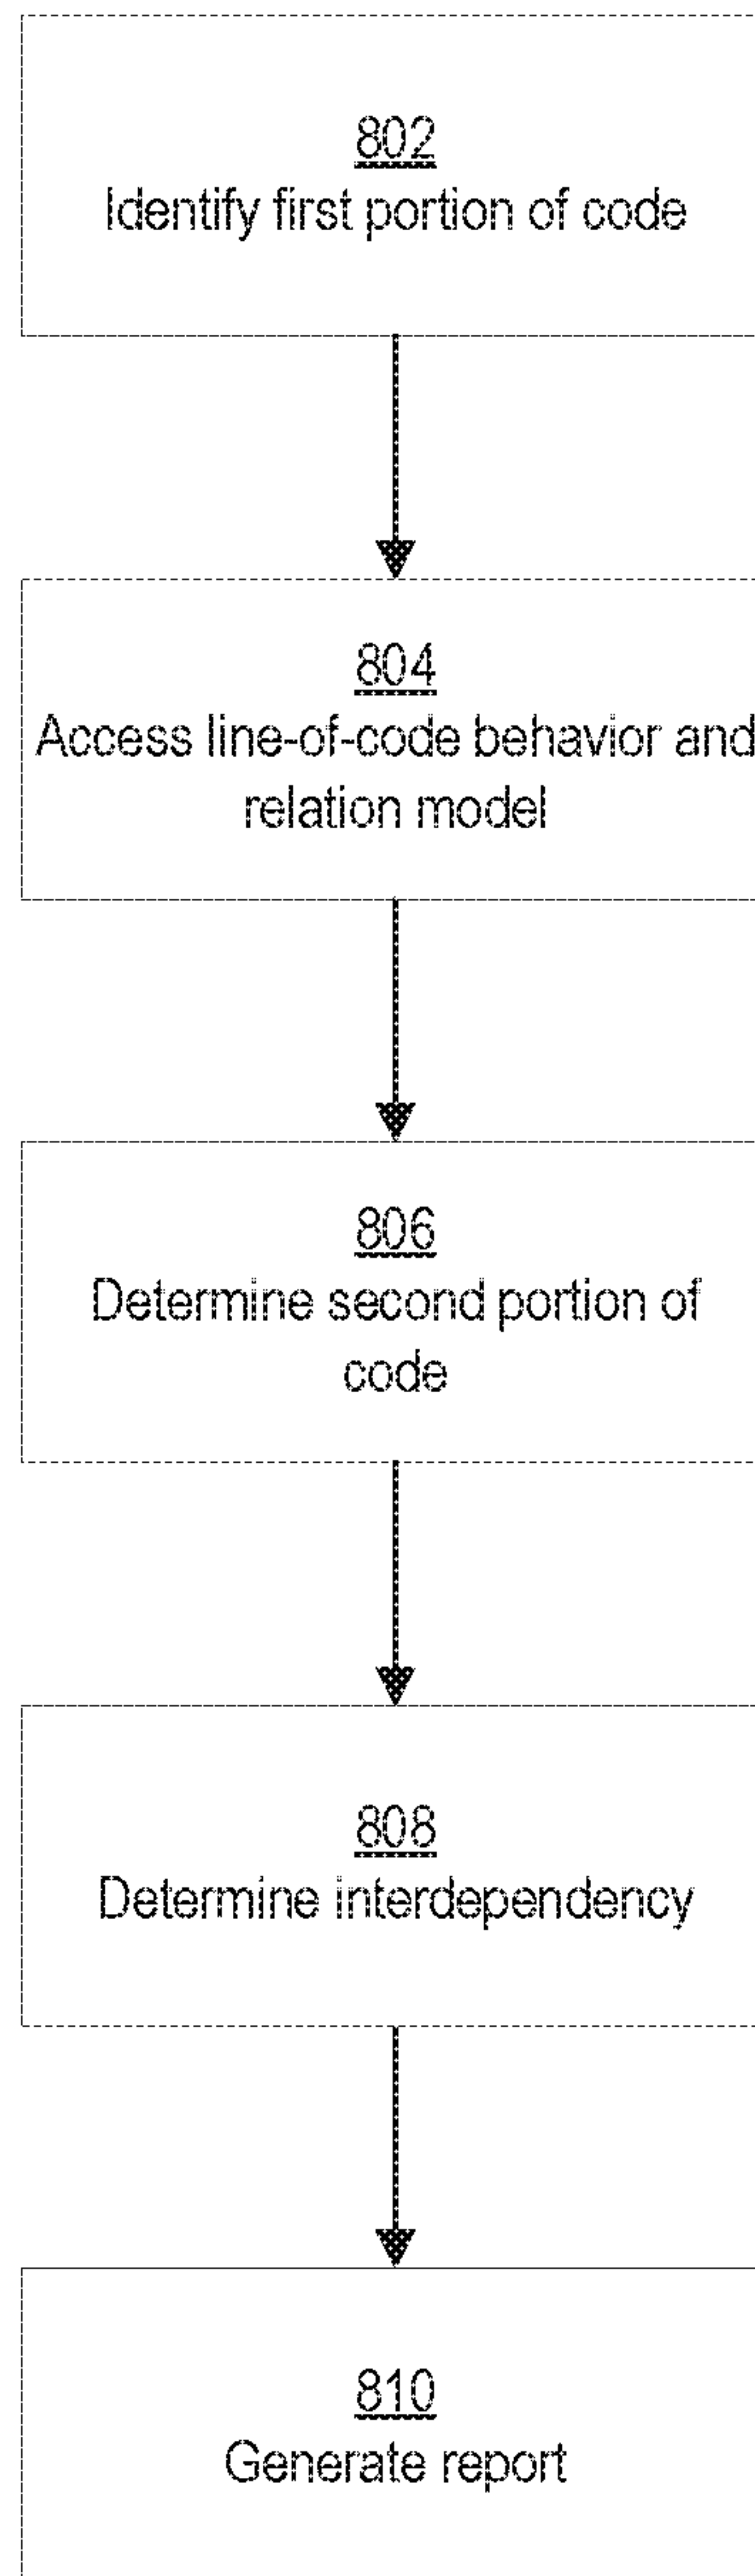 802
Identify first portion of code
804
Access line-of-code behavior and
relation model
806
Determine second portion of
code
808
Determine interdependency
810
Generate report